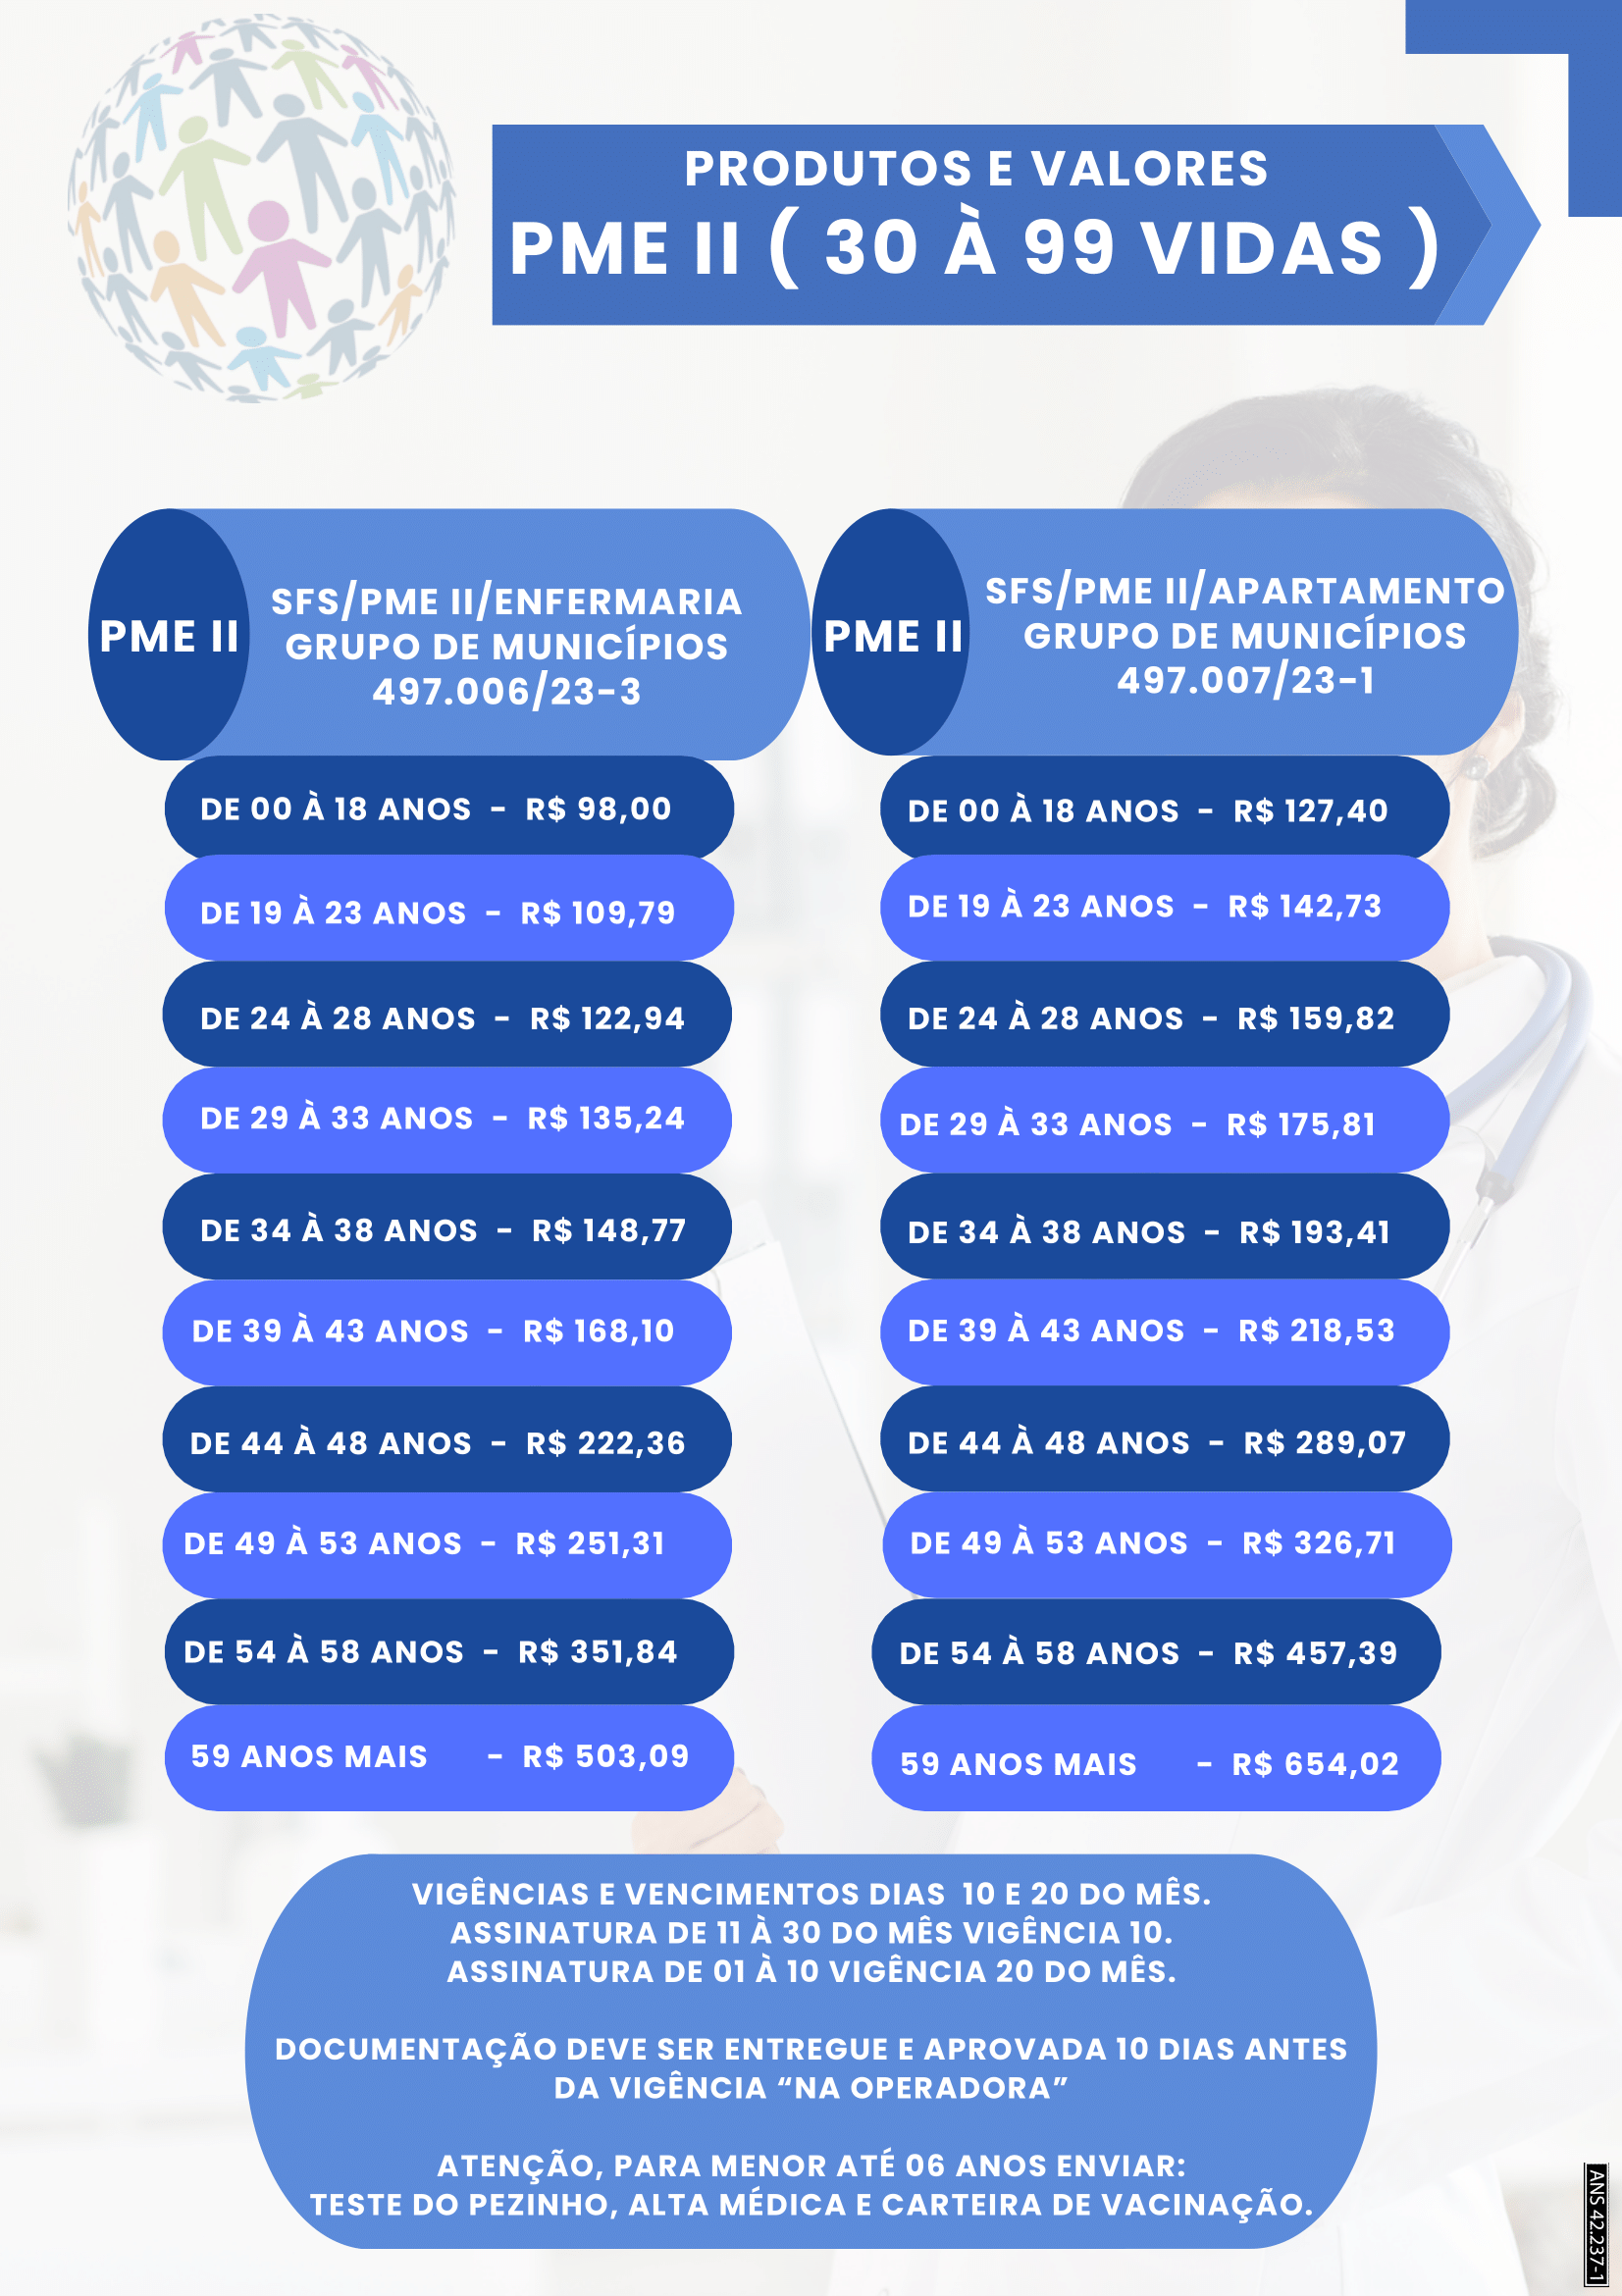 PRODUTOS E VALORES
PME II ( 30 À 99 VIDAS )
PME II
SFS/PME II/ENFERMARIA
GRUPO DE MUNICÍPIOS
497.006/23-3
DE 00 À 18 ANOS - R$ 98,00
DE 19 À 23 ANOS - R$ 109,79
DE 24 À 28 ANOS - R$ 122,94
DE 29 À 33 ANOS - R$ 135,24
DE 34 À 38 ANOS - R$ 148,77
DE 39 À 43 ANOS - R$ 168,10
DE 44 À 48 ANOS - R$ 222,36
DE 49 À 53 ANOS - R$ 251,31
DE 54 À 58 ANOS - R$ 351,84
59 ANOS MAIS - R$ 503,09
PME II
SFS/PME II/APARTAMENTO
GRUPO DE MUNICÍPIOS
497.007/23-1
DE 00 À 18 ANOS - R$ 127,40
DE 19 À 23 ANOS - R$ 142,73
DE 24 À 28 ANOS - R$ 159,82
DE 29 À 33 ANOS - R$ 175,81
DE 34 À 38 ANOS - R$ 193,41
DE 39 À 43 ANOS - R$ 218,53
DE 44 À 48 ANOS - R$ 289,07
DE 49 À 53 ANOS - R$ 326,71
DE 54 À 58 ANOS - R$ 457,39
59 ANOS MAIS - R$ 654,02
VIGÊNCIAS E VENCIMENTOS DIAS 10 E 20 DO MÊS.
ASSINATURA DE 11 À 30 DO MÊS VIGÊNCIA 10.
ASSINATURA DE 01 À 10 VIGÊNCIA 20 DO MÊS.
DOCUMENTAÇÃO DEVE SER ENTREGUE E APROVADA 10 DIAS ANTES
DA VIGÊNCIA “NA OPERADORA”
ATENÇÃO, PARA MENOR ATÉ 06 ANOS ENVIAR:
TESTE DO PEZINHO, ALTA MÉDICA E CARTEIRA DE VACINAÇÃO.
ANS 42.237-1